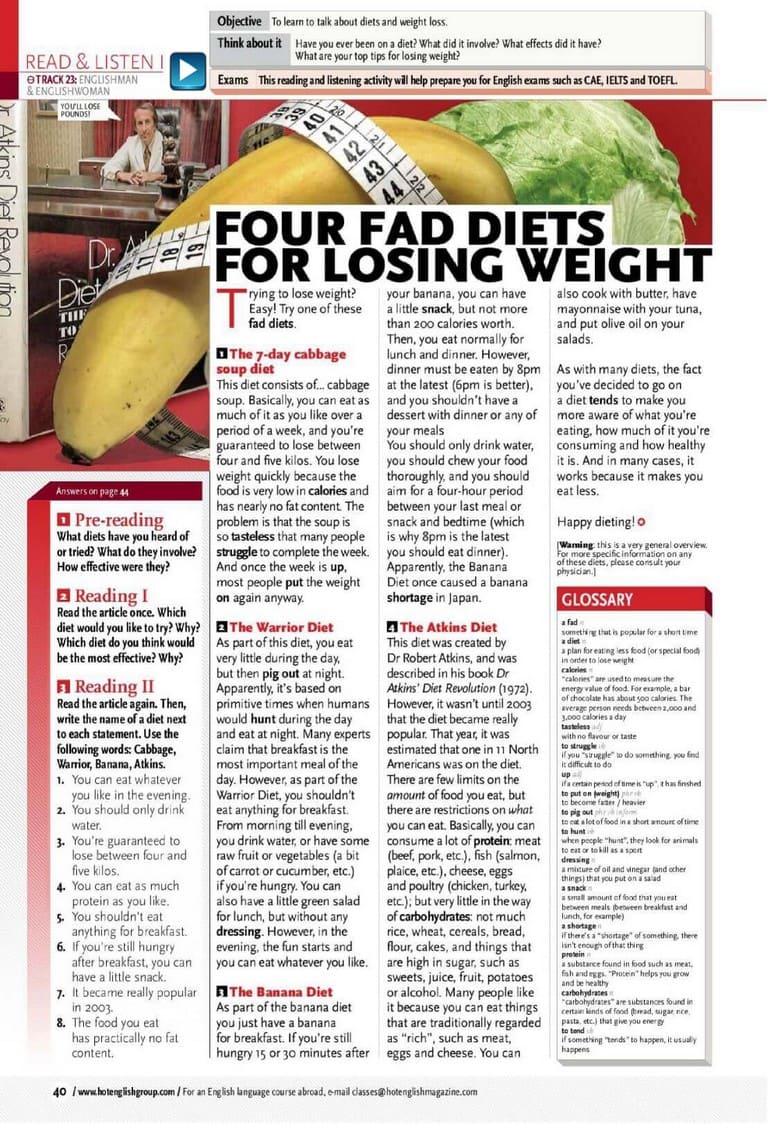 Objective To learn to talk about diets and weight loss.
Think about it Have you ever been on a diet? What did it involve? What effects did it have?
What are your top tips for losing weight?
Exams This reading and listening activity will help prepare you for English exams such as CAE, IELTS and TOEFL.
READ & LISTEN I
TRACK 23: ENGLISHMAN
& ENGLISHWOMAN
YOU'LL LOSE
POUNDS!
Dr Atkins' Diet Revolution
Dr. A
Diet
THE
TO
R
FOUR FAD DIETS
FOR LOSING WEIGHT
Trying to lose weight?
Easy! Try one of these
fad diets.
1 The 7-day cabbage
soup diet
This diet consists of... cabbage
soup. Basically, you can eat as
much of it as you like over a
period of a week, and you're
guaranteed to lose between
four and five kilos. You lose
weight quickly because the
food is very low in calories and
has nearly no fat content. The
problem is that the soup is
so tasteless that many people
struggle to complete the week.
And once the week is up,
most people put the weight
on again anyway.
2 The Warrior Diet
As part of this diet, you eat
very little during the day,
but then pig out at night.
Apparently, it's based on
primitive times when humans
would hunt during the day
and eat at night. Many experts
claim that breakfast is the
most important meal of the
day. However, as part of the
Warrior Diet, you shouldn't
eat anything for breakfast.
From morning till evening,
you drink water, or have some
raw fruit or vegetables (a bit
of carrot or cucumber, etc.)
if you're hungry. You can
also have a little green salad
for lunch, but without any
dressing. However, in the
evening, the fun starts and
you can eat whatever you like.
3 The Banana Diet
As part of the banana diet
you just have a banana
for breakfast. If you're still
hungry 15 or 30 minutes after
your banana, you can have
a little snack, but not more
than 200 calories worth.
Then, you eat normally for
lunch and dinner. However,
dinner must be eaten by 8pm
at the latest (6pm is better),
and you shouldn't have a
dessert with dinner or any of
your meals
You should only drink water,
you should chew your food
thoroughly, and you should
aim for a four-hour period
between your last meal or
snack and bedtime (which
is why 8pm is the latest
you should eat dinner).
Apparently, the Banana
Diet once caused a banana
shortage in Japan.
4 The Atkins Diet
This diet was created by
Dr Robert Atkins, and was
described in his book Dr
Atkins' Diet Revolution (1972).
However, it wasn't until 2003
that the diet became really
popular. That year, it was
estimated that one in 11 North
Americans was on the diet.
There are few limits on the
amount of food you eat, but
there are restrictions on what
you can eat. Basically, you can
consume a lot of protein: meat
(beef, pork, etc.), fish (salmon,
plaice, etc.), cheese, eggs
and poultry (chicken, turkey,
etc.); but very little in the way
of carbohydrates: not much
rice, wheat, cereals, bread,
flour, cakes, and things that
are high in sugar, such as
sweets, juice, fruit, potatoes
or alcohol. Many people like
it because you can eat things
that are traditionally regarded
as "rich", such as meat,
eggs and cheese. You can
also cook with butter, have
mayonnaise with your tuna,
and put olive oil on your
salads.
As with many diets, the fact
you've decided to go on
a diet tends to make you
more aware of what you're
eating, how much of it you're
consuming and how healthy
it is. And in many cases, it
works because it makes you
eat less.
Happy dieting!
[Warning: this is a very general overview.
For more specific information on any
of these diets, please consult your
physician.]
Answers on page 44
1 Pre-reading
What diets have you heard of
or tried? What do they involve?
How effective were they?
2 Reading I
Read the article once. Which
diet would you like to try? Why?
Which diet do you think would
be the most effective? Why?
3 Reading II
Read the article again. Then,
write the name of a diet next
to each statement. Use the
following words: Cabbage,
Warrior, Banana, Atkins.
1. You can eat whatever
you like in the evening.
2. You should only drink
water.
3. You're guaranteed to
lose between four and
five kilos.
4. You can eat as much
protein as you like.
5. You shouldn't eat
anything for breakfast.
6. If you're still hungry
after breakfast, you can
have a little snack.
7. It became really popular
in 2003.
8. The food you eat
has practically no fat
content.
GLOSSARY
a fad n
something that is popular for a short time
a diet n
a plan for eating less food (or special food)
in order to lose weight
calories n
"calories" are used to measure the
energy value of food. For example, a bar
of chocolate has about 500 calories. The
average person needs between 2,000 and
3,000 calories a day
tasteless adj
with no flavour or taste
to struggle vb
if you "struggle" to do something, you find
it difficult to do
up adj
if a certain period of time is "up", it has finished
to put on (weight) phr vb
to become fatter / heavier
to pig out phr vb inform
to eat a lot of food in a short amount of time
to hunt vb
when people "hunt", they look for animals
to eat or to kill as a sport
dressing n
a mixture of oil and vinegar (and other
things) that you put on a salad
a snack n
a small amount of food that you eat
between meals (between breakfast and
lunch, for example)
a shortage n
if there's a "shortage" of something, there
isn't enough of that thing
protein n
a substance found in food such as meat,
fish and eggs. "Protein" helps you grow
and be healthy
carbohydrates n
"carbohydrates" are substances found in
certain kinds of food (bread, sugar, rice,
pasta, etc.) that give you energy
to tend vb
if something "tends" to happen, it usually
happens
40 / www.hotenglishgroup.com / For an English language course abroad, e-mail classes@hotenglishmagazine.com